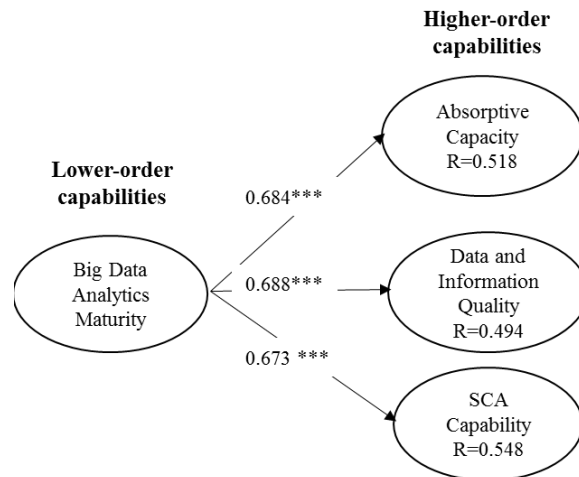 Higher-order
capabilities
Absorptive
Capacity
R=0.518
Lower-order
capabilities
0.684***
Big Data
Analytics
Maturity
0.688***
Data and
Information
Quality
R=0.494
0.673 ***
SCA
Capability
R=0.548